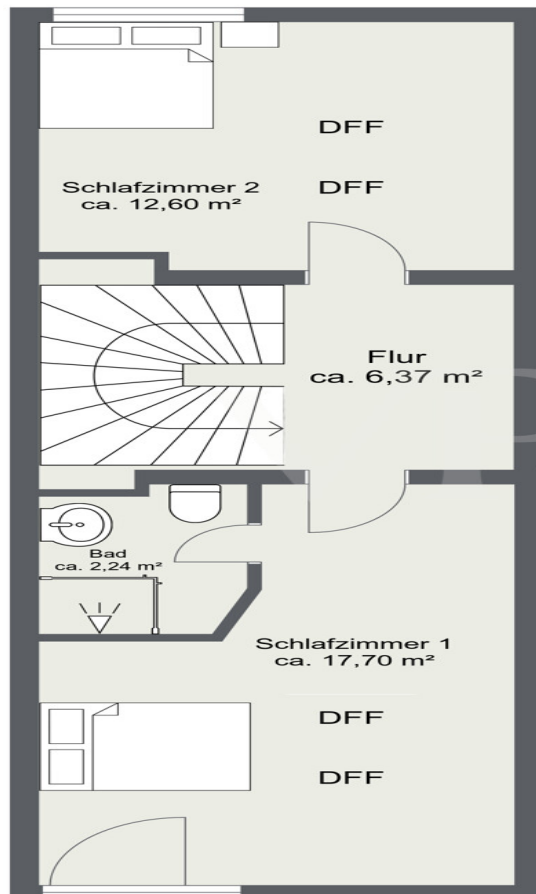 DFF
DFF
Schlafzimmer 2
ca. 12,60 m²
Flur
ca. 6,37 m²
Bad
ca. 2,24 m²
Schlafzimmer 1
ca. 17,70 m²
DFF
DFF